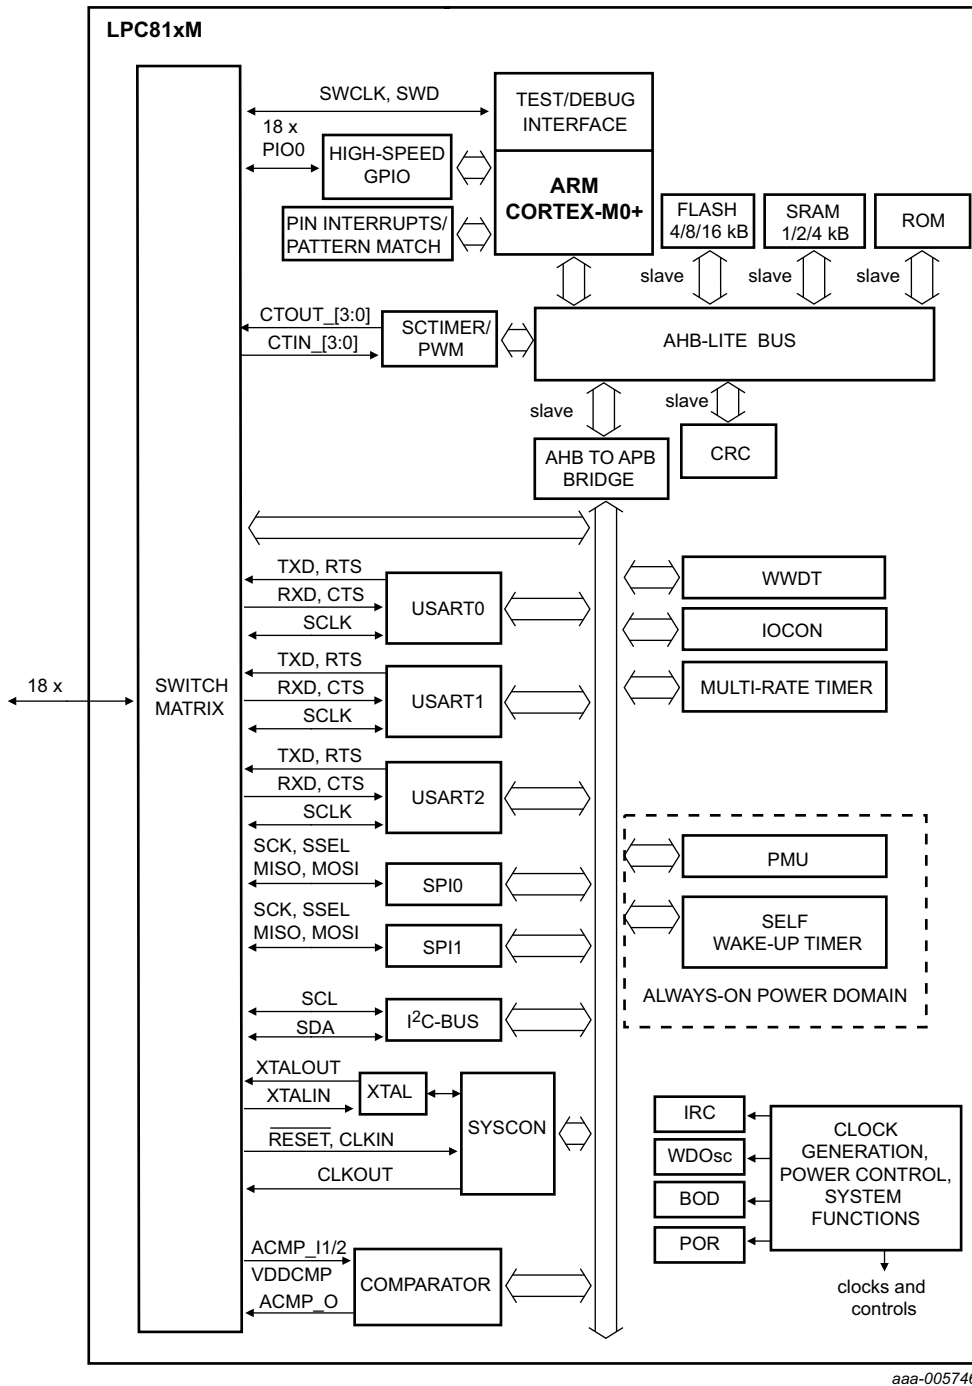 LPC81xM
SWCLK, SWD
TEST/DEBUG
INTERFACE
18 x
PIO0
HIGH-SPEED
GPIO
ARM
CORTEX-M0+
PIN INTERRUPTS/
PATTERN MATCH
FLASH
4/8/16 kB
SRAM
1/2/4 kB
ROM
slave
slave
slave
CTOUT_[3:0]
CTIN_[3:0]
SCTIMER/
PWM
AHB-LITE BUS
slave
slave
AHB TO APB
BRIDGE
CRC
TXD, RTS
RXD, CTS
SCLK
USART0
WWDT
IOCON
TXD, RTS
RXD, CTS
SCLK
USART1
MULTI-RATE TIMER
18 x
SWITCH
MATRIX
TXD, RTS
RXD, CTS
SCLK
USART2
SCK, SSEL
MISO, MOSI
SPI0
PMU
SCK, SSEL
MISO, MOSI
SPI1
SELF
WAKE-UP TIMER
ALWAYS-ON POWER DOMAIN
SCL
SDA
I2C-BUS
XTALOUT
XTALIN
XTAL
RESET, CLKIN
CLKOUT
SYSCON
IRC
WDOsc
BOD
POR
CLOCK
GENERATION,
POWER CONTROL,
SYSTEM
FUNCTIONS
clocks and
controls
ACMP_I1/2
VDDCMP
ACMP_O
COMPARATOR
aaa-005746